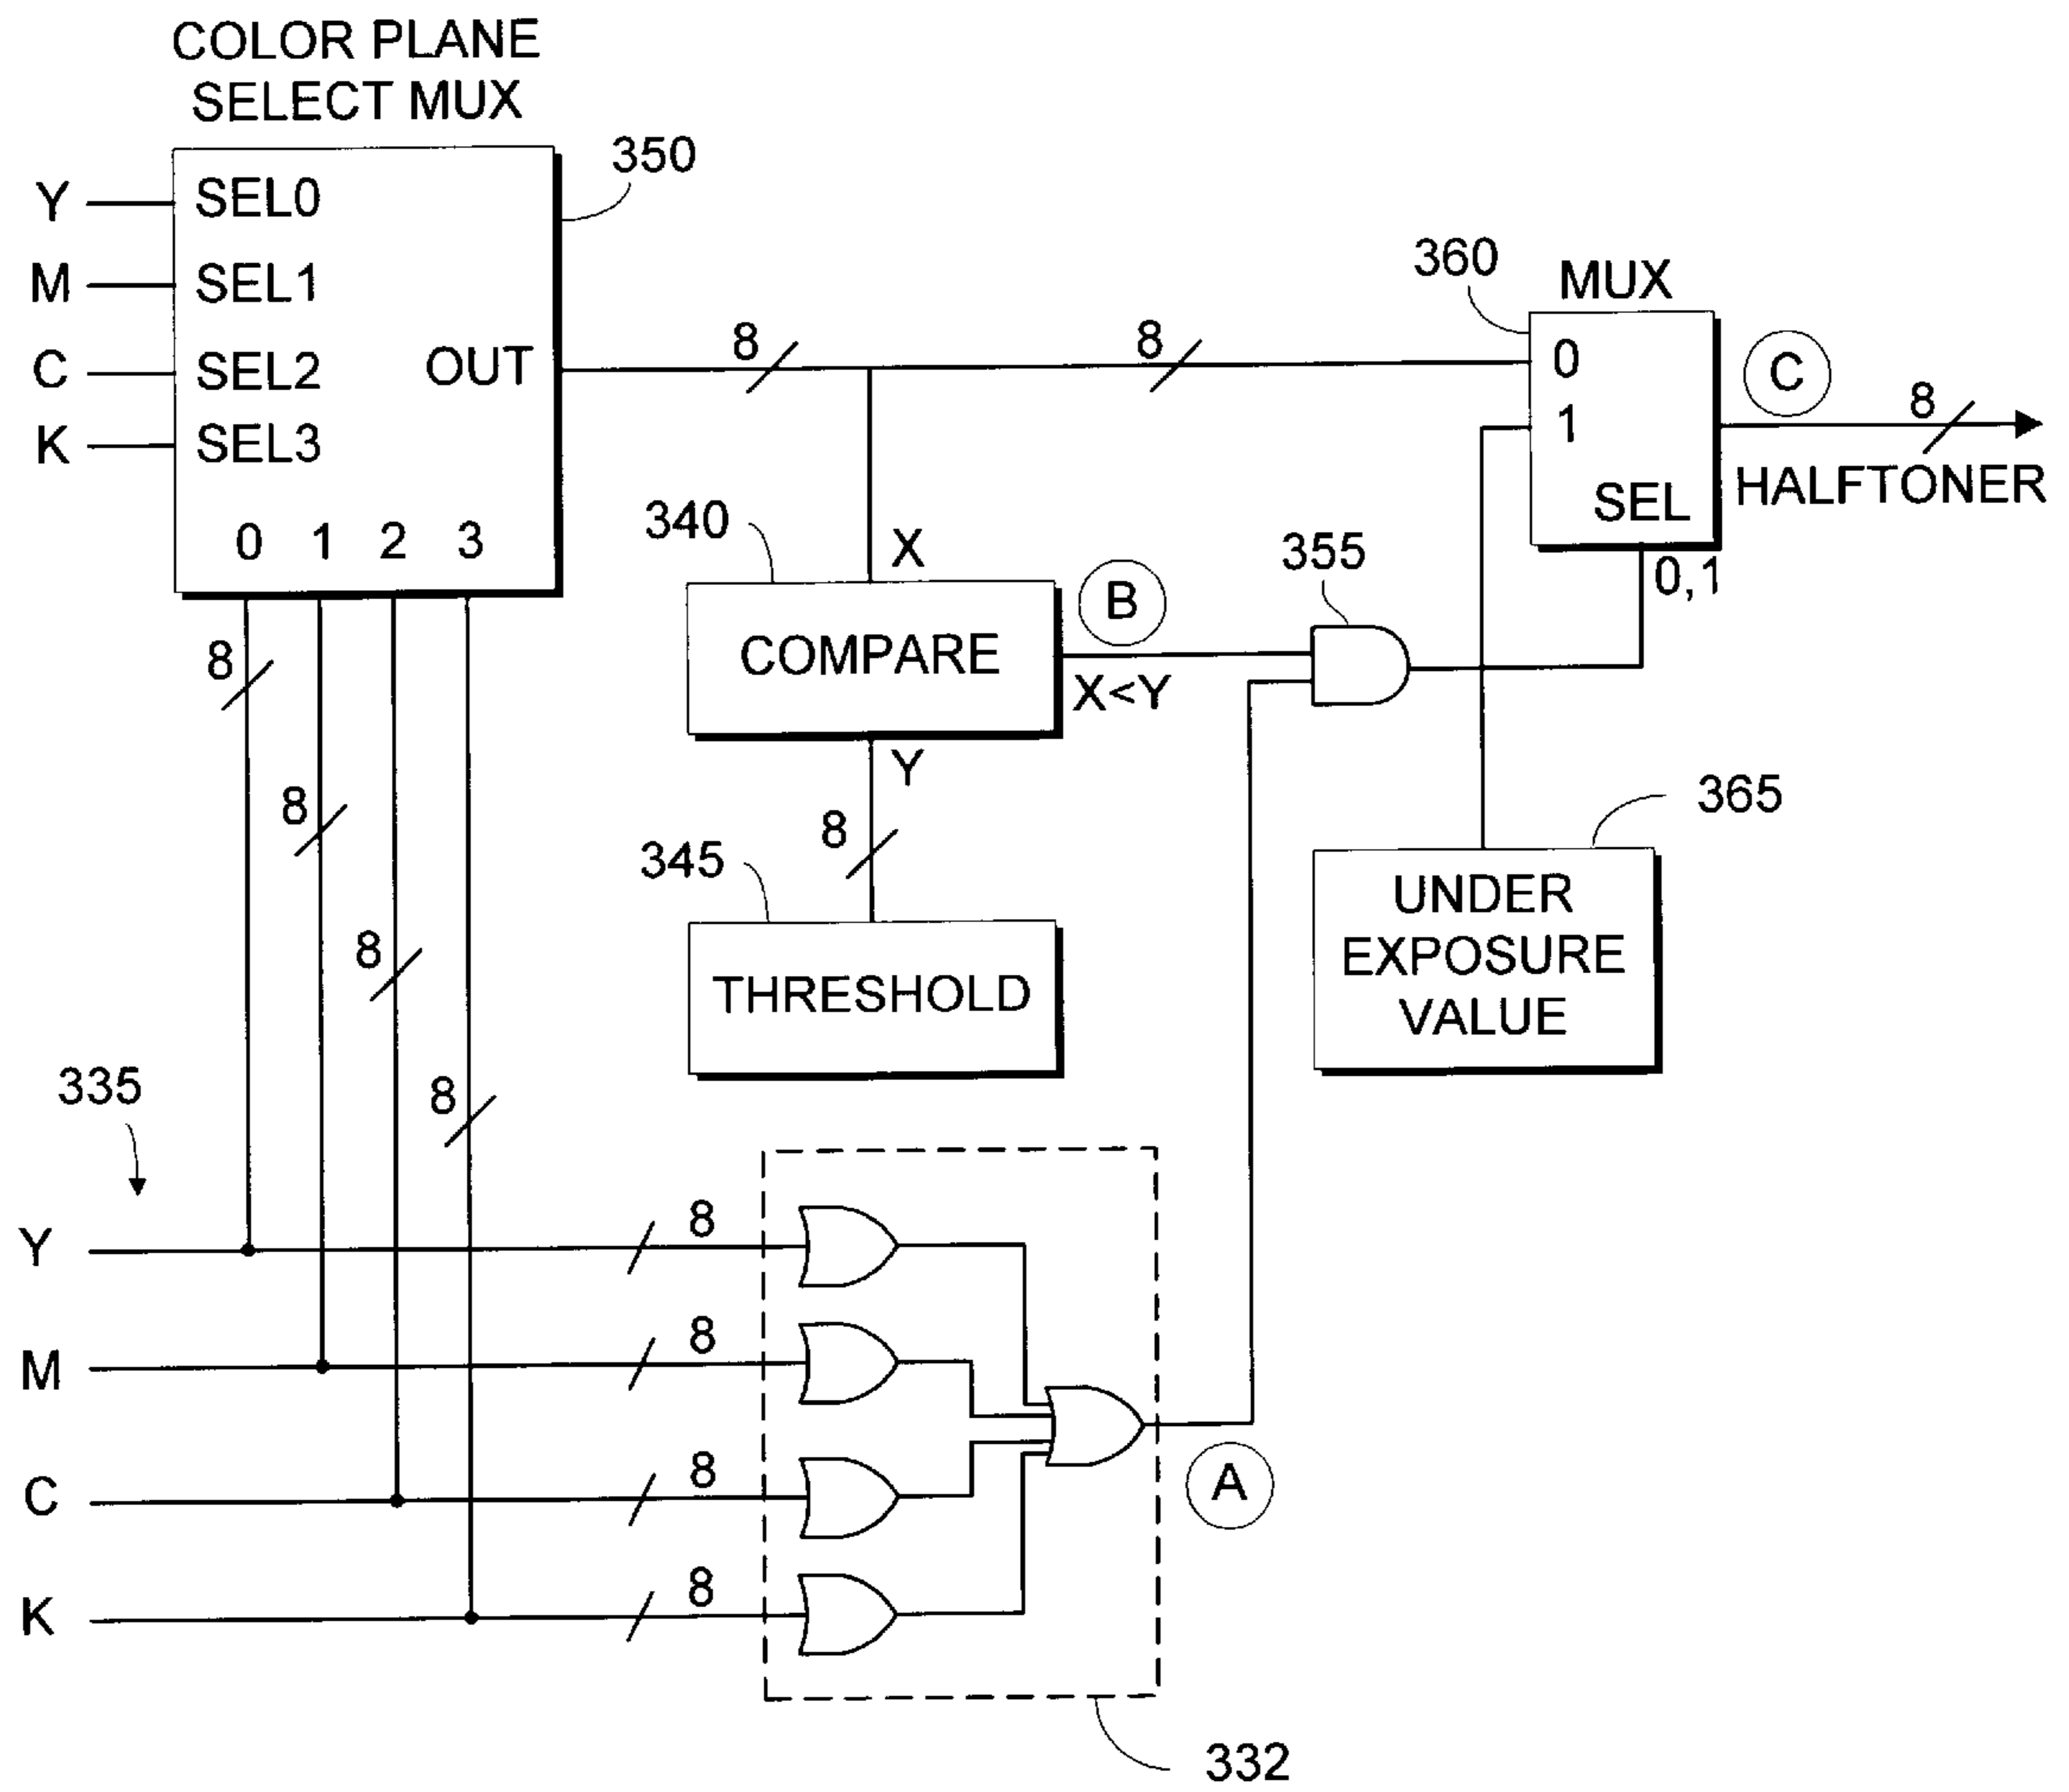 COLOR PLANE
SELECT MUX
350
Y
SEL0
M
SEL1
C
SEL2
K
SEL3
OUT
0 1 2 3
8
8
360
MUX
0
1
SEL
0,1
C
8
HALFTONER
340
X
COMPARE
B
X<Y
355
Y
8
345
THRESHOLD
365
UNDER
EXPOSURE
VALUE
8
8
8
8
335
Y
8
M
8
C
8
K
8
A
332